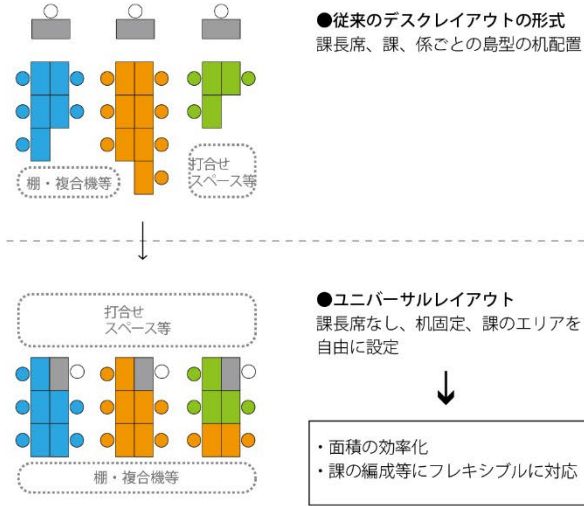 ●従来のデスクレイアウトの形式
課長席、課、係ごとの島型の机配置
打合せ
スペース等
棚・複合機等
打合せ
スペース等
●ユニバーサルレイアウト
課長席なし、机固定、課のエリアを
自由に設定
・面積の効率化
・課の編成等にフレキシブルに対応
棚・複合機等